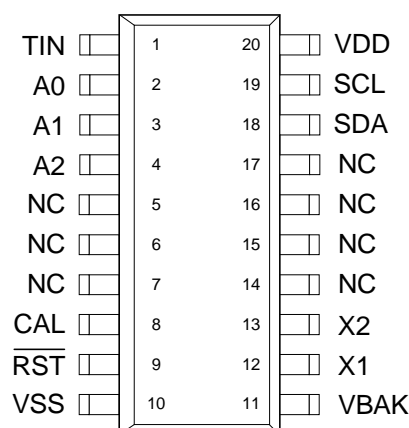 TIN 1 20 VDD
A0 2 19 SCL
A1 3 18 SDA
A2 4 17 NC
NC 5 16 NC
NC 6 15 NC
NC 7 14 NC
CAL 8 13 X2
R̅S̅T̅ 9 12 X1
VSS 10 11 VBAK